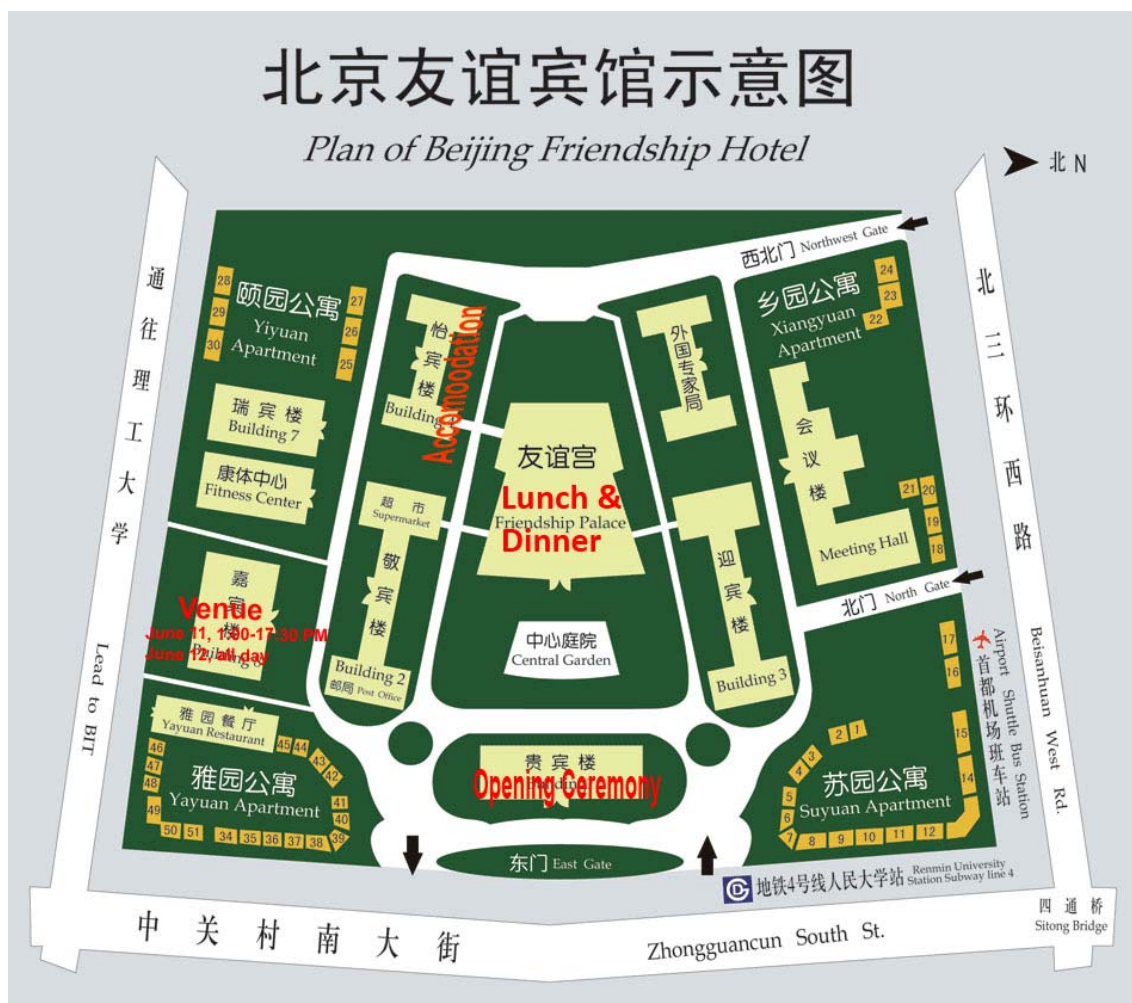 北京友谊宾馆示意图
Plan of Beijing Friendship Hotel
北 N
西北门 Northwest Gate
通往理工大学
Lead to BIT
北三环西路
Beisanhuan West Rd.
28
29
30
颐园公寓
Yiyuan
Apartment
27
26
25
怡宾楼
Building
Accomoodation
外国专家局
乡园公寓
Xiangyuan
Apartment
24
23
22
瑞宾楼
Building 7
康体中心
Fitness Center
友谊宫
Lunch &
Friendship Palace
Dinner
会议楼
Meeting Hall
21
20
19
18
超市
Supermarket
敬宾楼
Building 2
邮局 Post Office
迎宾楼
Building 3
北门 North Gate
嘉宾楼
Venue
June 11, 1:00-17:30 PM
Building
June 12, all day
中心庭院
Central Garden
17
16
首都机场班车站
Airport Shuttle Bus Station
雅园餐厅
Yayuan Restaurant
46
47
48
49
50
51
34
35
36
37
38
39
40
41
42
43
44
45
雅园公寓
Yayuan Apartment
贵宾楼
Opening Ceremony
苏园公寓
Suyuan Apartment
1
2
3
4
5
6
7
8
9
10
11
12
14
15
东门 East Gate
地铁4号线人民大学站
Renmin University
Station Subway line 4
中关村南大街
Zhongguancun South St.
四通桥
Sitong Bridge